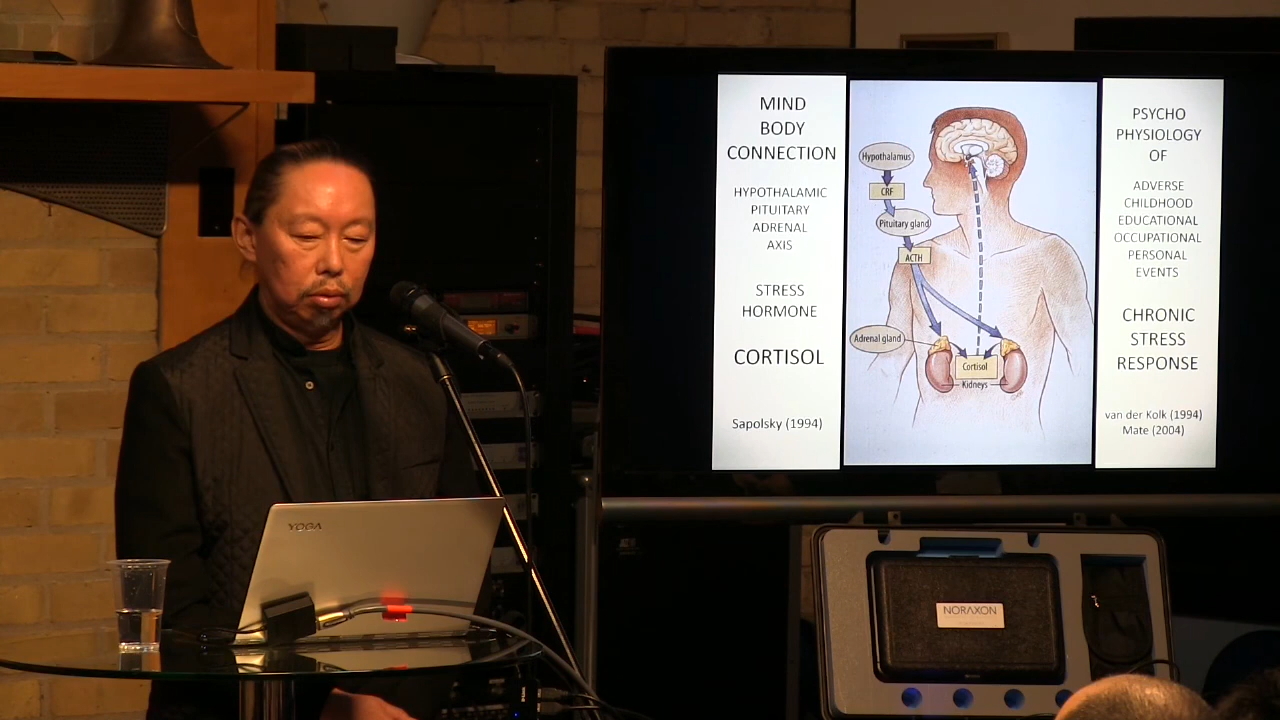 MIND
BODY
CONNECTION
HYPOTHALAMIC
PITUITARY
ADRENAL
AXIS
STRESS
HORMONE
CORTISOL
Sapolsky (1994)
Hypothalamus
CRF
Pituitary gland
ACTH
Adrenal gland
Cortisol
Kidneys
PSYCHO
PHYSIOLOGY
OF
ADVERSE
CHILDHOOD
EDUCATIONAL
OCCUPATIONAL
PERSONAL
EVENTS
CHRONIC
STRESS
RESPONSE
van der Kolk (1994)
Mate (2004)
YOGA
NORAXON